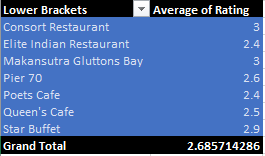 Lower Brackets Average of Rating
Consort Restaurant 3
Elite Indian Restaurant 2.4
Makansutra Gluttons Bay 3
Pier 70 2.6
Poets Cafe 2.4
Queen's Cafe 2.5
Star Buffet 2.9
Grand Total 2.685714286